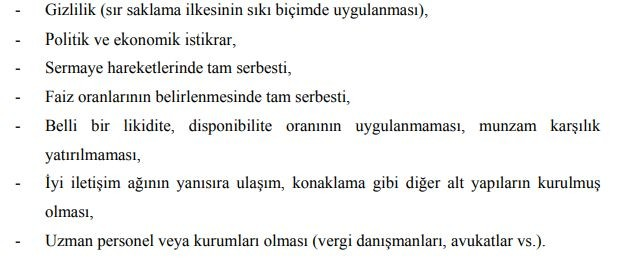 - Gizlilik (sır saklama ilkesinin sıkı biçimde uygulanması),
- Politik ve ekonomik istikrar,
- Sermaye hareketlerinde tam serbesti,
- Faiz oranlarının belirlenmesinde tam serbesti,
- Belli bir likidite, disponibilite oranının uygulanmaması, munzam karşılık
yatırılmaması,
- İyi iletişim ağının yanısıra ulaşım, konaklama gibi diğer alt yapıların kurulmuş
olması,
- Uzman personel veya kurumları olması (vergi danışmanları, avukatlar vs.).